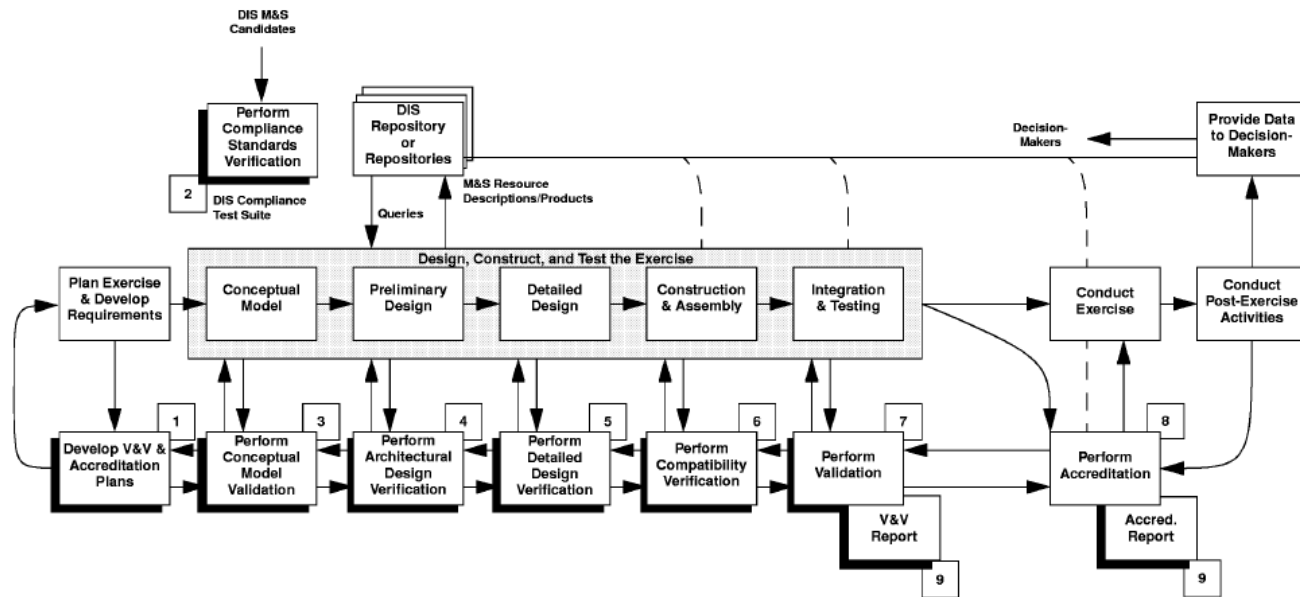 DIS M&S
Candidates
Perform
Compliance
Standards
Verification
2
DIS Compliance
Test Suite
DIS
Repository
or
Repositories
M&S Resource
Descriptions/Products
Queries
Decision-
Makers
Provide Data
to Decision-
Makers
Design, Construct, and Test the Exercise
Plan Exercise
& Develop
Requirements
Conceptual
Model
Preliminary
Design
Detailed
Design
Construction
& Assembly
Integration
& Testing
Conduct
Exercise
Conduct
Post-Exercise
Activities
1
Develop V&V &
Accreditation
Plans
3
Perform
Conceptual
Model
Validation
4
Perform
Architectural
Design
Verification
5
Perform
Detailed
Design
Verification
6
Perform
Compatibility
Verification
7
Perform
Validation
V&V
Report
9
8
Perform
Accreditation
Accred.
Report
9